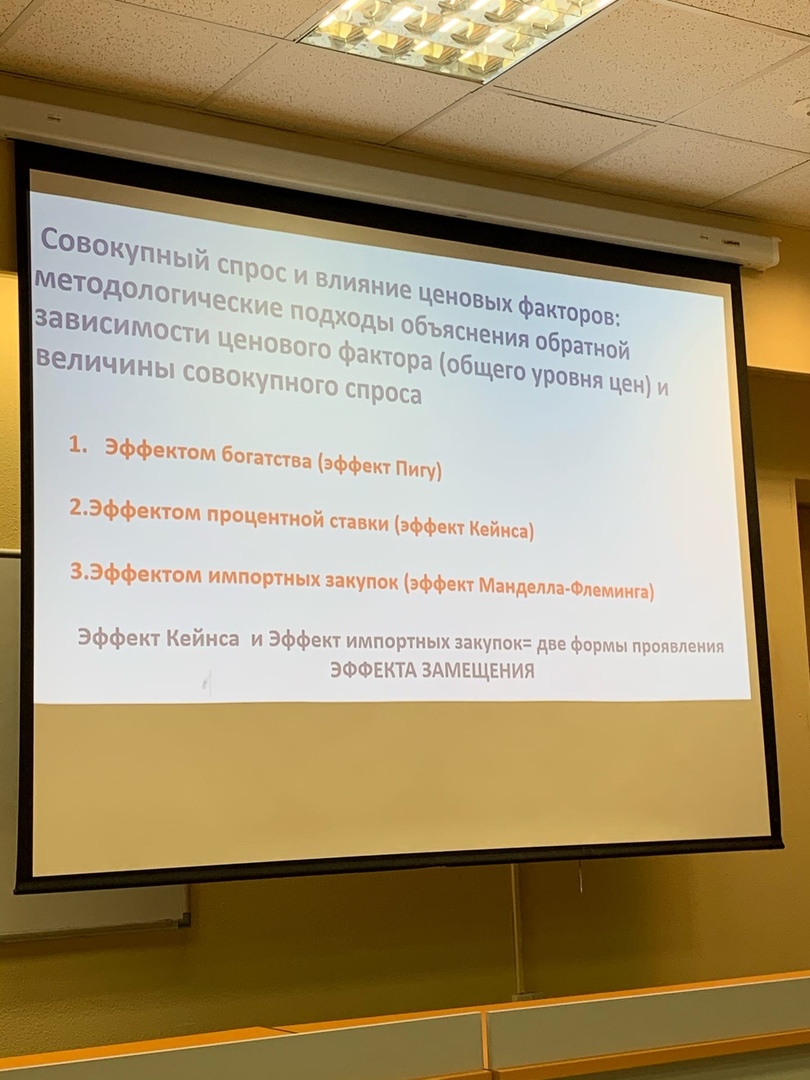 Совокупный спрос и влияние ценовых факторов:
методологические подходы объяснения обратной
зависимости ценового фактора (общего уровня цен) и
величины совокупного спроса
1. Эффектом богатства (эффект Пигу)
2.Эффектом процентной ставки (эффект Кейнса)
3.Эффектом импортных закупок (эффект Манделла-Флеминга)
Эффект Кейнса и Эффект импортных закупок= две формы проявления
ЭФФЕКТА ЗАМЕЩЕНИЯ